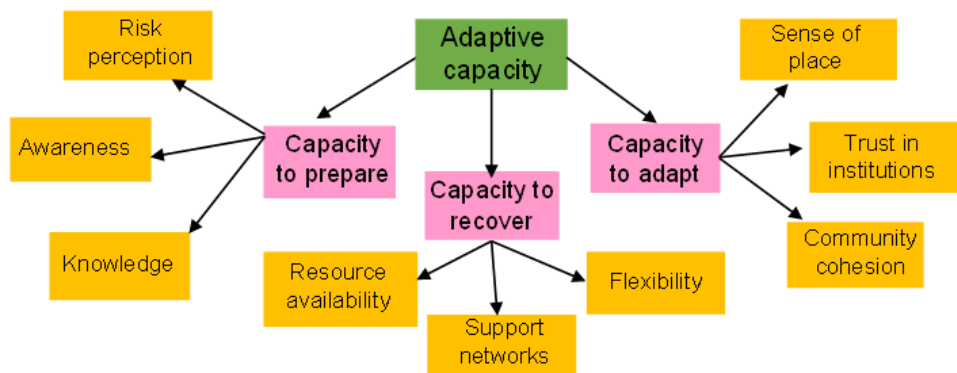 Adaptive
capacity
Risk
perception
Awareness
Knowledge
Capacity
to prepare
Capacity to
recover
Resource
availability
Support
networks
Flexibility
Capacity
to adapt
Sense of
place
Trust in
institutions
Community
cohesion